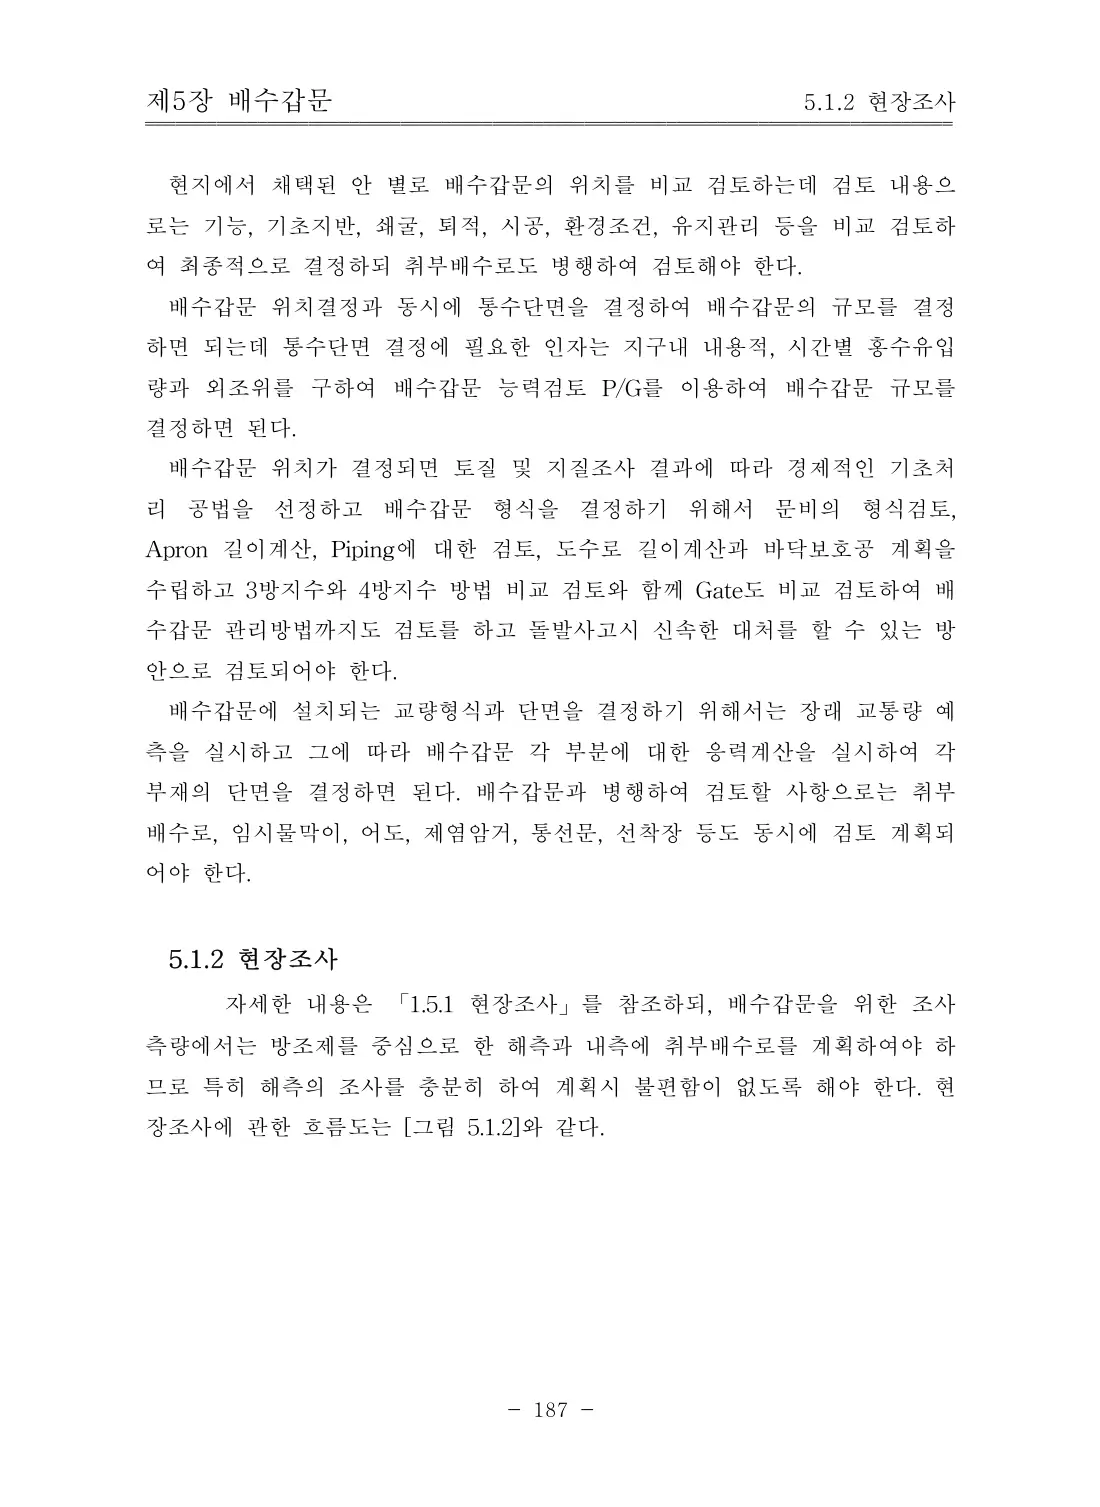 제5장 배수갑문
5.1.2 현장조사
현지에서 채택된 안 별로 배수갑문의 위치를 비교 검토하는데 검토 내용으
로는 기능, 기초지반, 쇄굴, 퇴적, 시공, 환경조건, 유지관리 등을 비교 검토하
여 최종적으로 결정하되 취부배수로도 병행하여 검토해야 한다.
배수갑문 위치결정과 동시에 통수단면을 결정하여 배수갑문의 규모를 결정
하면 되는데 통수단면 결정에 필요한 인자는 지구내 내용적, 시간별 홍수유입
량과 외조위를 구하여 배수갑문 능력검토 P/G를 이용하여 배수갑문 규모를
결정하면 된다.
배수갑문 위치가 결정되면 토질 및 지질조사 결과에 따라 경제적인 기초처
리 공법을 선정하고 배수갑문 형식을 결정하기 위해서 문비의 형식검토,
Apron 길이계산, Piping에 대한 검토, 도수로 길이계산과 바닥보호공 계획을
수립하고 3방지수와 4방지수 방법 비교 검토와 함께 Gate도 비교 검토하여 배
수갑문 관리방법까지도 검토를 하고 돌발사고시 신속한 대처를 할 수 있는 방
안으로 검토되어야 한다.
배수갑문에 설치되는 교량형식과 단면을 결정하기 위해서는 장래 교통량 예
측을 실시하고 그에 따라 배수갑문 각 부분에 대한 응력계산을 실시하여 각
부재의 단면을 결정하면 된다. 배수갑문과 병행하여 검토할 사항으로는 취부
배수로, 임시물막이, 어도, 제염암거, 통선문, 선착장 등도 동시에 검토 계획되
어야 한다.
5.1.2 현장조사
자세한 내용은 「1.5.1 현장조사」를 참조하되, 배수갑문을 위한 조사
측량에서는 방조제를 중심으로 한 해측과 내측에 취부배수로를 계획하여야 하
므로 특히 해측의 조사를 충분히 하여 계획시 불편함이 없도록 해야 한다. 현
장조사에 관한 흐름도는 [그림 5.1.2]와 같다.
- 187 -